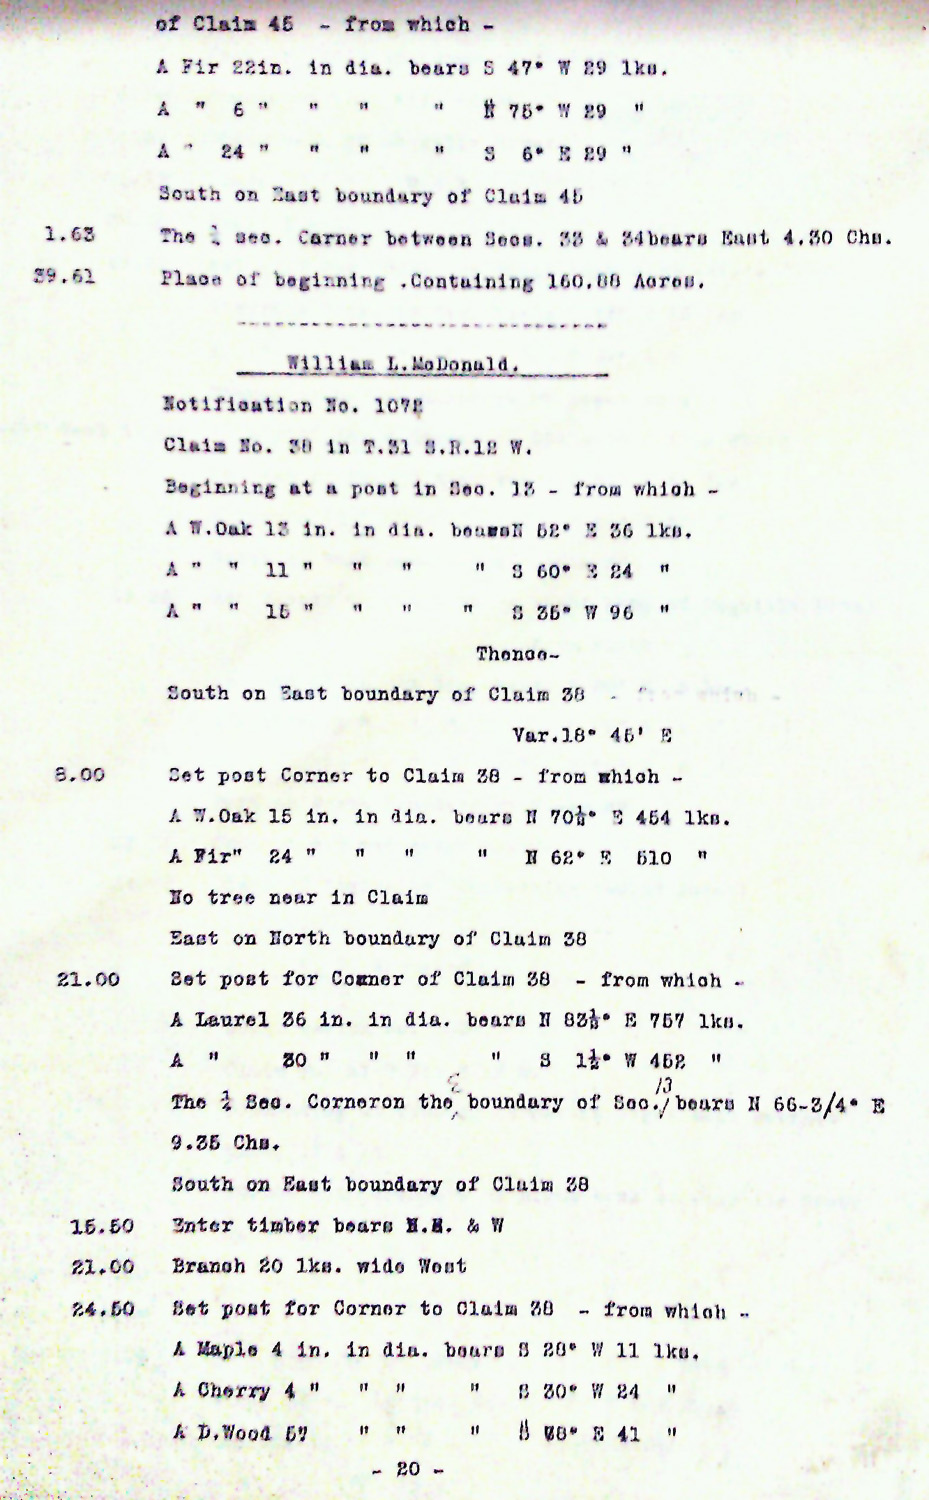 of Claim 45 - from which -
A Fir 22in. in dia. bears S 47° W 29 lks.
A " 6 " " " " N 75° W 29 "
A " 24 " " " " S 6° E 29 "
South on East boundary of Claim 45
1.63 The ¼ sec. Carner between Secs. 33 & 34bears East 4.30 Chs.
39.61 Place of beginning .Containing 160.88 Acres.
William L.McDonald.
Notification No. 1072
Claim No. 38 in T.31 S.R.12 W.
Beginning at a post in Sec. 13 - from which -
A W.Oak 13 in. in dia. bearsN 52° E 36 lks.
A " " 11 " " " " S 60° E 24 "
A " " 15 " " " " S 35° W 96 "
Thence-
South on East boundary of Claim 38 -
Var.18° 45' E
8.00 Set post Corner to Claim 38 - from which -
A W.Oak 15 in. in dia. bears N 70½° E 454 lks.
A Fir" 24 " " " " N 62° E 510 "
No tree near in Claim
East on North boundary of Claim 38
21.00 Set post for Corner of Claim 38 - from which -
A Laurel 36 in. in dia. bears N 83½° E 757 lks.
A " 30 " " " " S 1½° W 452 "
The ¼ Sec. Corneron the E boundary of Sec. 13 bears N 66-3/4° E
9.35 Chs.
South on East boundary of Claim 38
15.50 Enter timber bears N.E. & W
21.00 Branch 20 lks. wide West
24.50 Set post for Corner to Claim 38 - from which -
A Maple 4 in. in dia. bears S 28° W 11 lks.
A Cherry 4 " " " " S 30° W 24 "
A D.Wood 5" " " " 78° E 41 "
- 20 -